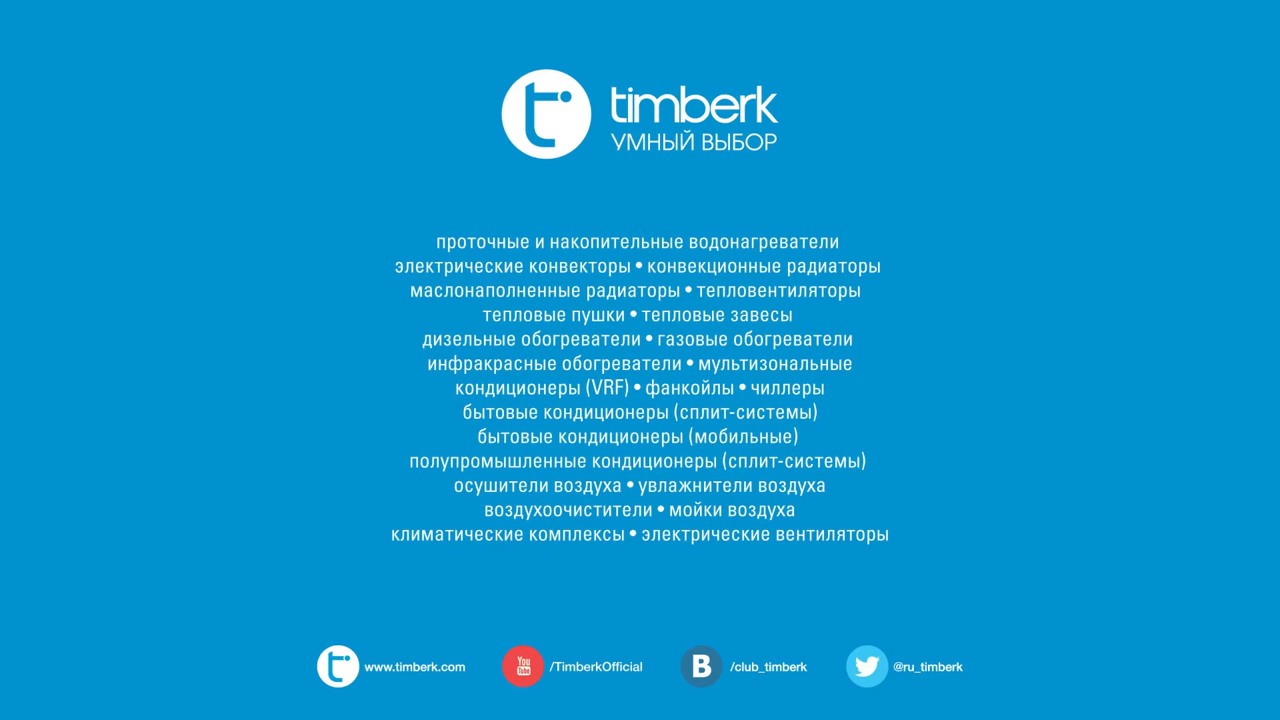 timberk
УМНЫЙ ВЫБОР
проточные и накопительные водонагреватели
электрические конвекторы • конвекционные радиаторы
маслонаполненные радиаторы • тепловентиляторы
тепловые пушки • тепловые завесы
дизельные обогреватели • газовые обогреватели
инфракрасные обогреватели • мультизональные
кондиционеры (VRF) • фанкойлы • чиллеры
бытовые кондиционеры (сплит-системы)
бытовые кондиционеры (мобильные)
полупромышленные кондиционеры (сплит-системы)
осушители воздуха • увлажнители воздуха
воздухоочистители • мойки воздуха
климатические комплексы • электрические вентиляторы
www.timberk.com
You Tube /TimberkOfficial
B /club_timberk
@ru_timberk